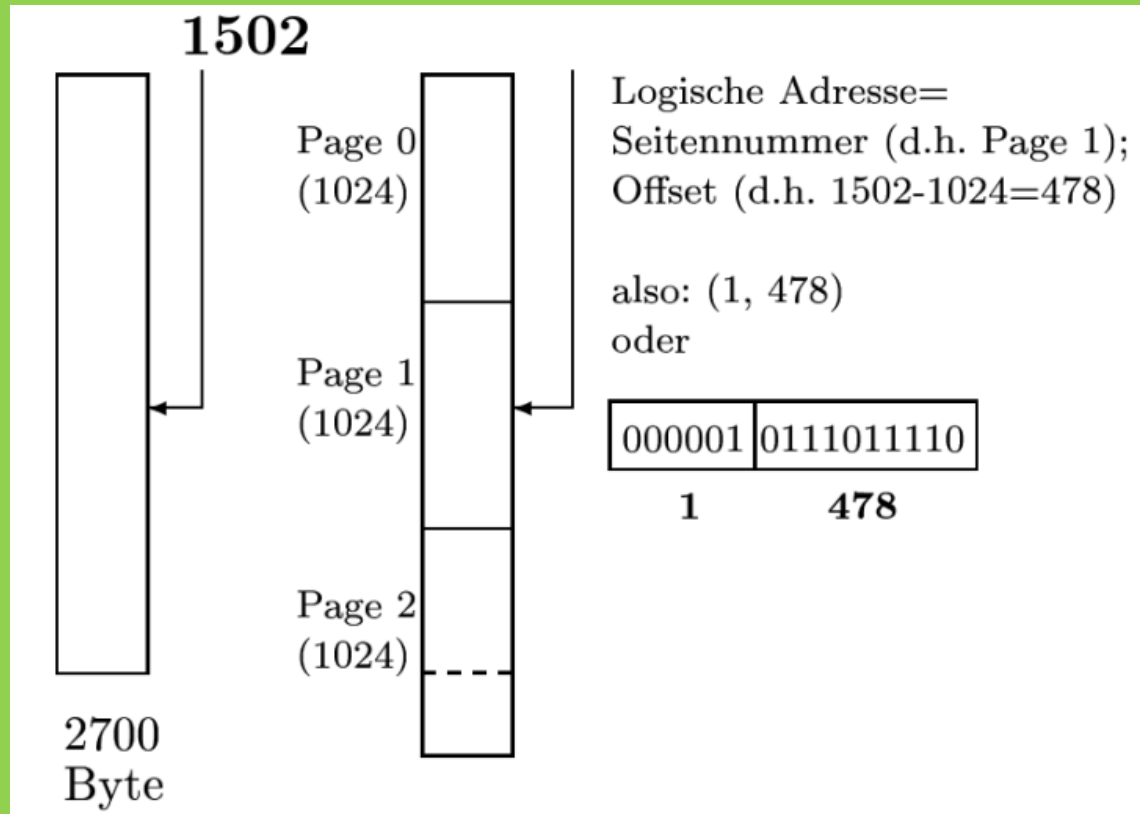 1502
2700
Byte
Page 0
(1024)
Page 1
(1024)
Page 2
(1024)
Logische Adresse=
Seitennummer (d.h. Page 1);
Offset (d.h. 1502-1024=478)
also: (1, 478)
oder
000001 0111011110
1 478